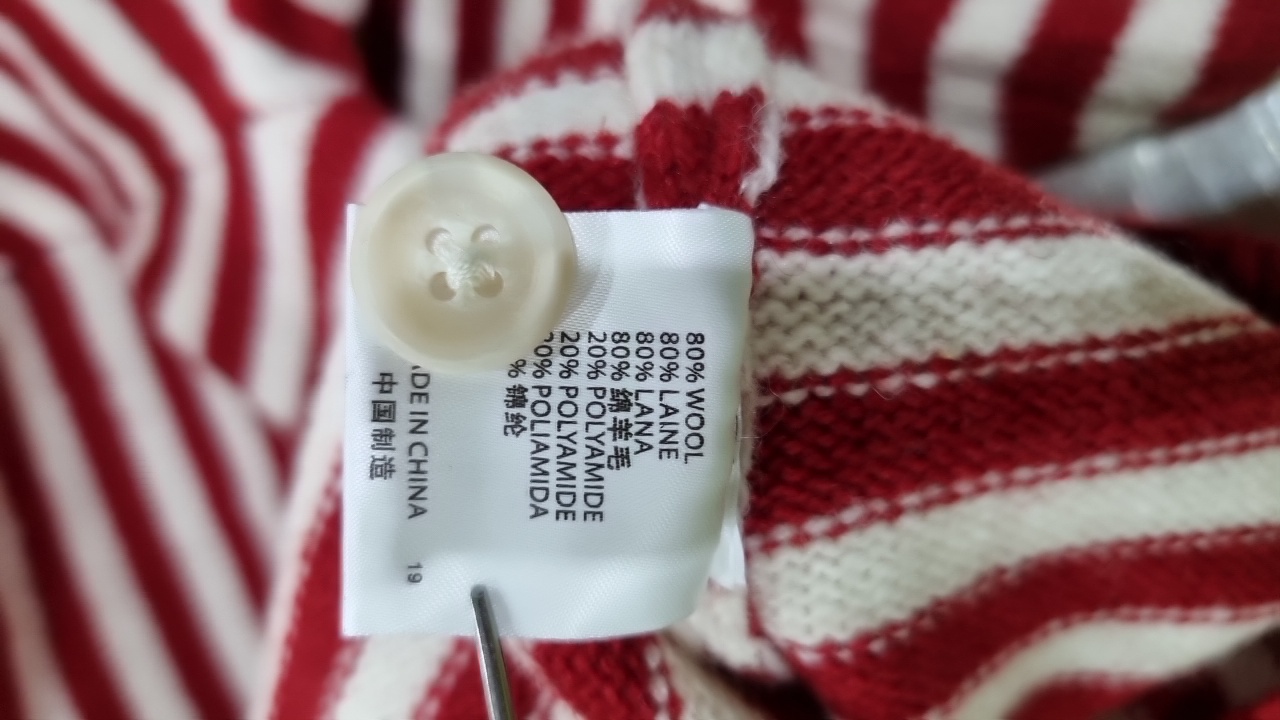 80% WOOL
80% LAINE
80% LANA
80% 绵羊毛
20% POLYAMIDE
20% POLYAMIDE
20% POLIAMIDA
% 锦纶
ADE IN CHINA 19
中国制造